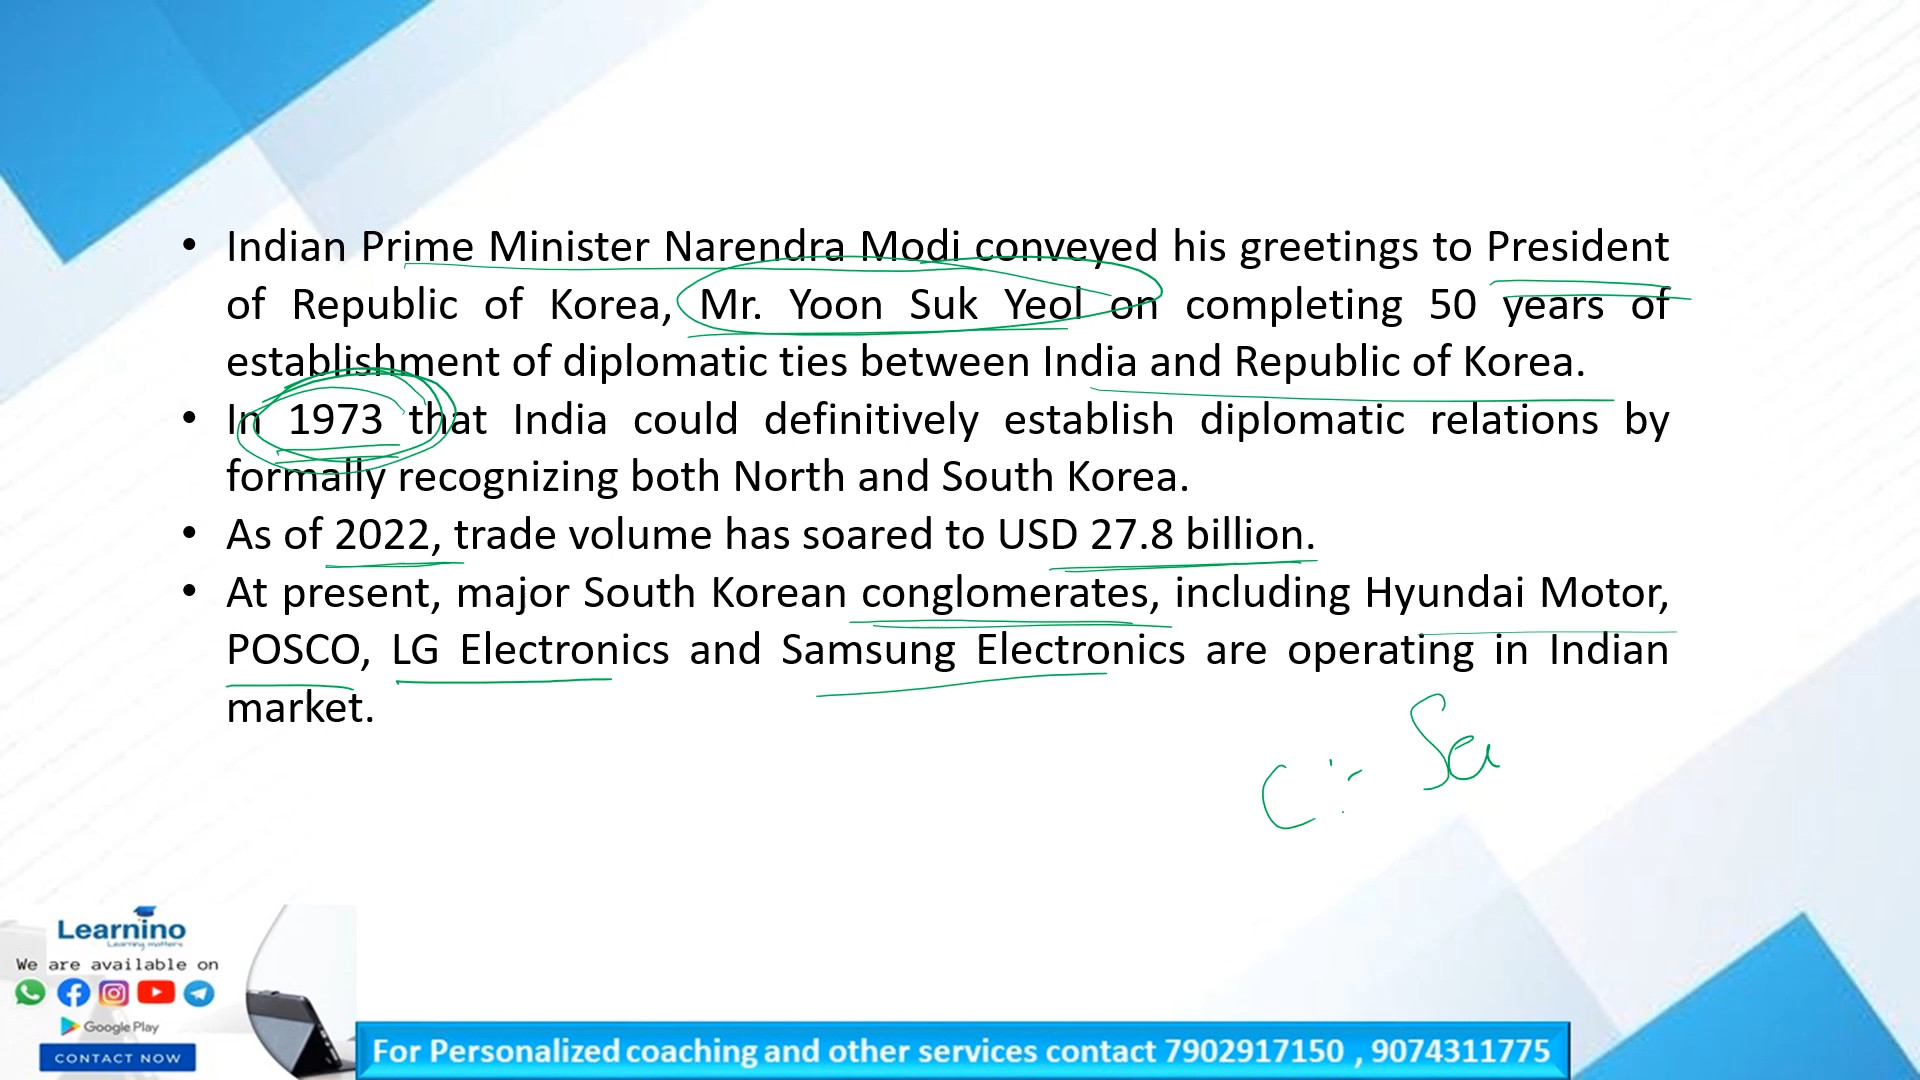 • Indian Prime Minister Narendra Modi conveyed his greetings to President
of Republic of Korea, Mr. Yoon Suk Yeol on completing 50 years of
establishment of diplomatic ties between India and Republic of Korea.
• In 1973 that India could definitively establish diplomatic relations by
formally recognizing both North and South Korea.
• As of 2022, trade volume has soared to USD 27.8 billion.
• At present, major South Korean conglomerates, including Hyundai Motor,
POSCO, LG Electronics and Samsung Electronics are operating in Indian
market.
Learnino
Learning matters
We are available on
Google Play
CONTACT NOW
For Personalized coaching and other services contact 7902917150 , 9074311775